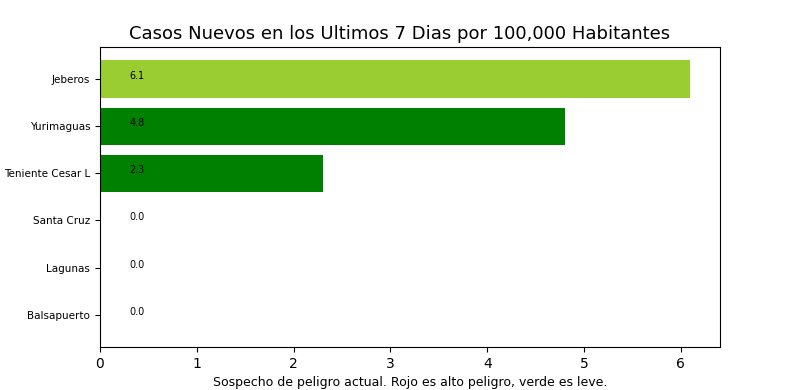 Casos Nuevos en los Ultimos 7 Dias por 100,000 Habitantes
Jeberos 6.1
Yurimaguas 4.8
Teniente Cesar L 2.3
Santa Cruz 0.0
Lagunas 0.0
Balsapuerto 0.0
0 1 2 3 4 5 6
Sospecho de peligro actual. Rojo es alto peligro, verde es leve.